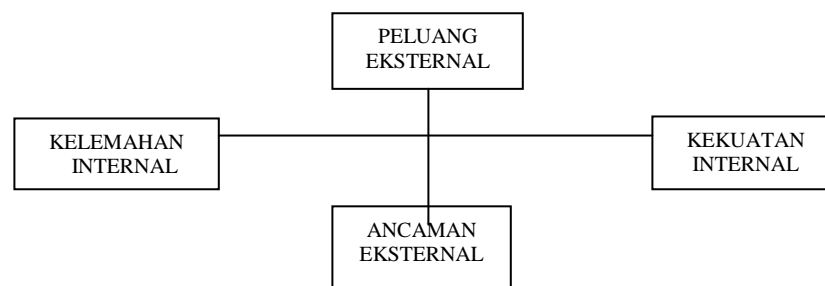 PELUANG
EKSTERNAL
KELEMAHAN
INTERNAL
KEKUATAN
INTERNAL
ANCAMAN
EKSTERNAL